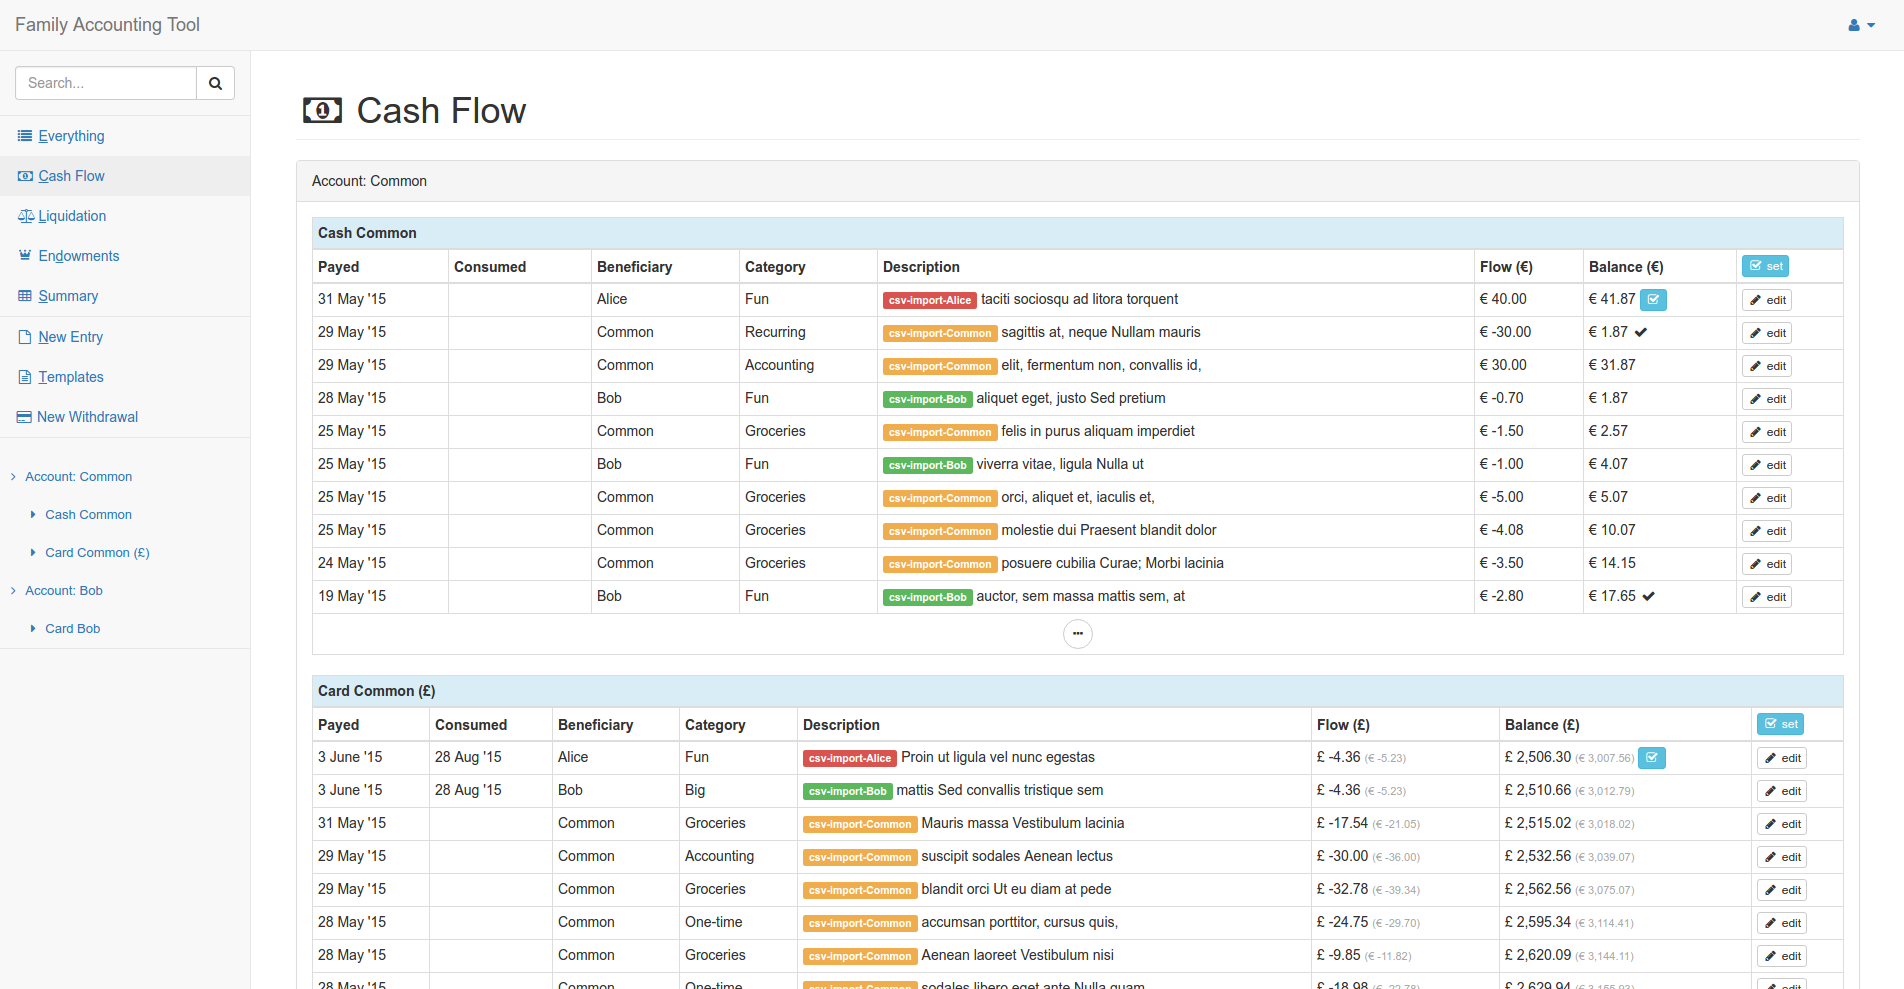 Family Accounting Tool
Search...
Everything
Cash Flow
Liquidation
Endowments
Summary
New Entry
Templates
New Withdrawal
Account: Common
Cash Common
Card Common (£)
Account: Bob
Card Bob
Cash Flow
Account: Common
Cash Common
Payed Consumed Beneficiary Category Description Flow (€) Balance (€) set
31 May '15 Alice Fun csv-import-Alice taciti sociosqu ad litora torquent € 40.00 € 41.87 edit
29 May '15 Common Recurring csv-import-Common sagittis at, neque Nullam mauris € -30.00 € 1.87 edit
29 May '15 Common Accounting csv-import-Common elit, fermentum non, convallis id, € 30.00 € 31.87 edit
28 May '15 Bob Fun csv-import-Bob aliquet eget, justo Sed pretium € -0.70 € 1.87 edit
25 May '15 Common Groceries csv-import-Common felis in purus aliquam imperdiet € -1.50 € 2.57 edit
25 May '15 Bob Fun csv-import-Bob viverra vitae, ligula Nulla ut € -1.00 € 4.07 edit
25 May '15 Common Groceries csv-import-Common orci, aliquet et, iaculis et, € -5.00 € 5.07 edit
25 May '15 Common Groceries csv-import-Common molestie dui Praesent blandit dolor € -4.08 € 10.07 edit
24 May '15 Common Groceries csv-import-Common posuere cubilia Curae; Morbi lacinia € -3.50 € 14.15 edit
19 May '15 Bob Fun csv-import-Bob auctor, sem massa mattis sem, at € -2.80 € 17.65 edit
Card Common (£)
Payed Consumed Beneficiary Category Description Flow (£) Balance (£) set
3 June '15 28 Aug '15 Alice Fun csv-import-Alice Proin ut ligula vel nunc egestas £ -4.36 (€ -5.23) £ 2,506.30 (€ 3,007.56) edit
3 June '15 28 Aug '15 Bob Big csv-import-Bob mattis Sed convallis tristique sem £ -4.36 (€ -5.23) £ 2,510.66 (€ 3,012.79) edit
31 May '15 Common Groceries csv-import-Common Mauris massa Vestibulum lacinia £ -17.54 (€ -21.05) £ 2,515.02 (€ 3,018.02) edit
29 May '15 Common Accounting csv-import-Common suscipit sodales Aenean lectus £ -30.00 (€ -36.00) £ 2,532.56 (€ 3,039.07) edit
29 May '15 Common Groceries csv-import-Common blandit orci Ut eu diam at pede £ -32.78 (€ -39.34) £ 2,562.56 (€ 3,075.07) edit
28 May '15 Common One-time csv-import-Common accumsan porttitor, cursus quis, £ -24.75 (€ -29.70) £ 2,595.34 (€ 3,114.41) edit
28 May '15 Common Groceries csv-import-Common Aenean laoreet Vestibulum nisi £ -9.85 (€ -11.82) £ 2,620.09 (€ 3,144.11) edit
28 May '15 Common One-time csv-import-Common sodales libero eget ante Nulla quam £ -18.98 (€ -22.78) £ 2,629.94 (€ 3,155.93) edit